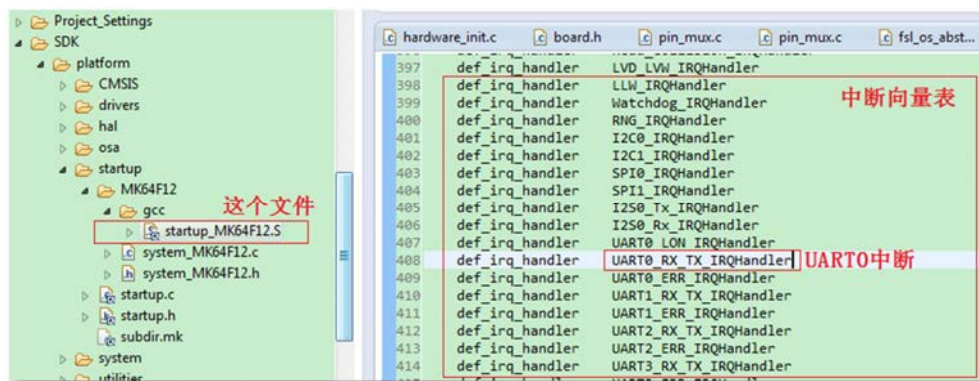 Project_Settings
SDK
platform
CMSIS
drivers
hal
osa
startup
MK64F12
gcc
这个文件
startup_MK64F12.S
system_MK64F12.c
system_MK64F12.h
startup.c
startup.h
subdir.mk
system
utilities
hardware_init.c board.h pin_mux.c pin_mux.c fsl_os_abst...
397 def_irq_handler LVD_LVW_IRQHandler
398 def_irq_handler LLW_IRQHandler
中断向量表
399 def_irq_handler Watchdog_IRQHandler
400 def_irq_handler RNG_IRQHandler
401 def_irq_handler I2C0_IRQHandler
402 def_irq_handler I2C1_IRQHandler
403 def_irq_handler SPI0_IRQHandler
404 def_irq_handler SPI1_IRQHandler
405 def_irq_handler I2S0_Tx_IRQHandler
406 def_irq_handler I2S0_Rx_IRQHandler
407 def_irq_handler UART0_LON_IRQHandler
408 def_irq_handler UART0_RX_TX_IRQHandler UART0中断
409 def_irq_handler UART0_ERR_IRQHandler
410 def_irq_handler UART1_RX_TX_IRQHandler
411 def_irq_handler UART1_ERR_IRQHandler
412 def_irq_handler UART2_RX_TX_IRQHandler
413 def_irq_handler UART2_ERR_IRQHandler
414 def_irq_handler UART3_RX_TX_IRQHandler